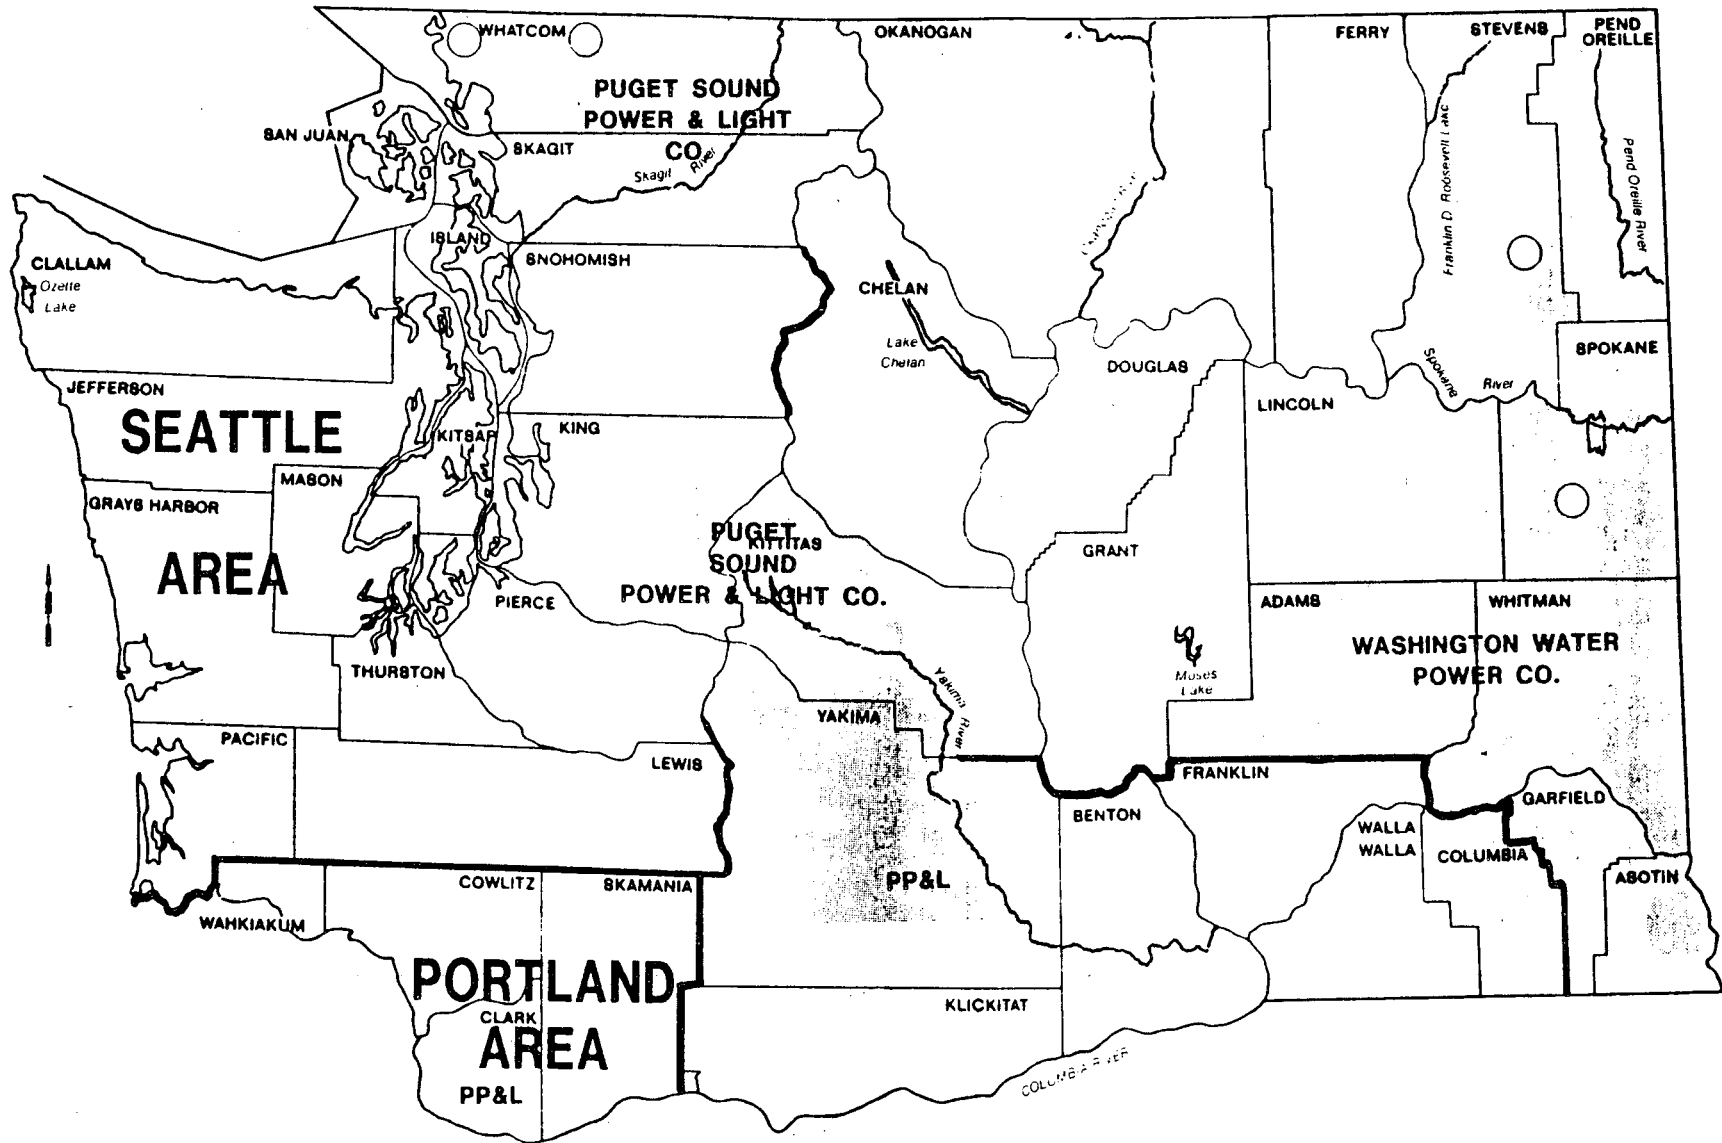 WHATCOM
OKANOGAN
FERRY
STEVENS
PEND
OREILLE
PUGET SOUND
POWER & LIGHT
CO
SAN JUAN
SKAGIT
Skagit River
Franklin D. Roosevelt Lake
Pend Oreille River
ISLAND
SNOHOMISH
CLALLAM
Ozette
Lake
CHELAN
Lake
Chelan
DOUGLAS
SPOKANE
Spokane River
JEFFERSON
LINCOLN
SEATTLE
KITSAP
KING
MASON
GRAYS HARBOR
PUGET
KITTITAS
SOUND
POWER & LIGHT CO.
GRANT
AREA
PIERCE
ADAMS
WHITMAN
WASHINGTON WATER
POWER CO.
THURSTON
Moses
Lake
Yakima River
YAKIMA
PACIFIC
LEWIS
FRANKLIN
BENTON
GARFIELD
WALLA
WALLA
COLUMBIA
ASOTIN
COWLITZ
SKAMANIA
PP&L
WAHKIAKUM
PORTLAND
KLICKITAT
CLARK
AREA
COLUMBIA RIVER
PP&L